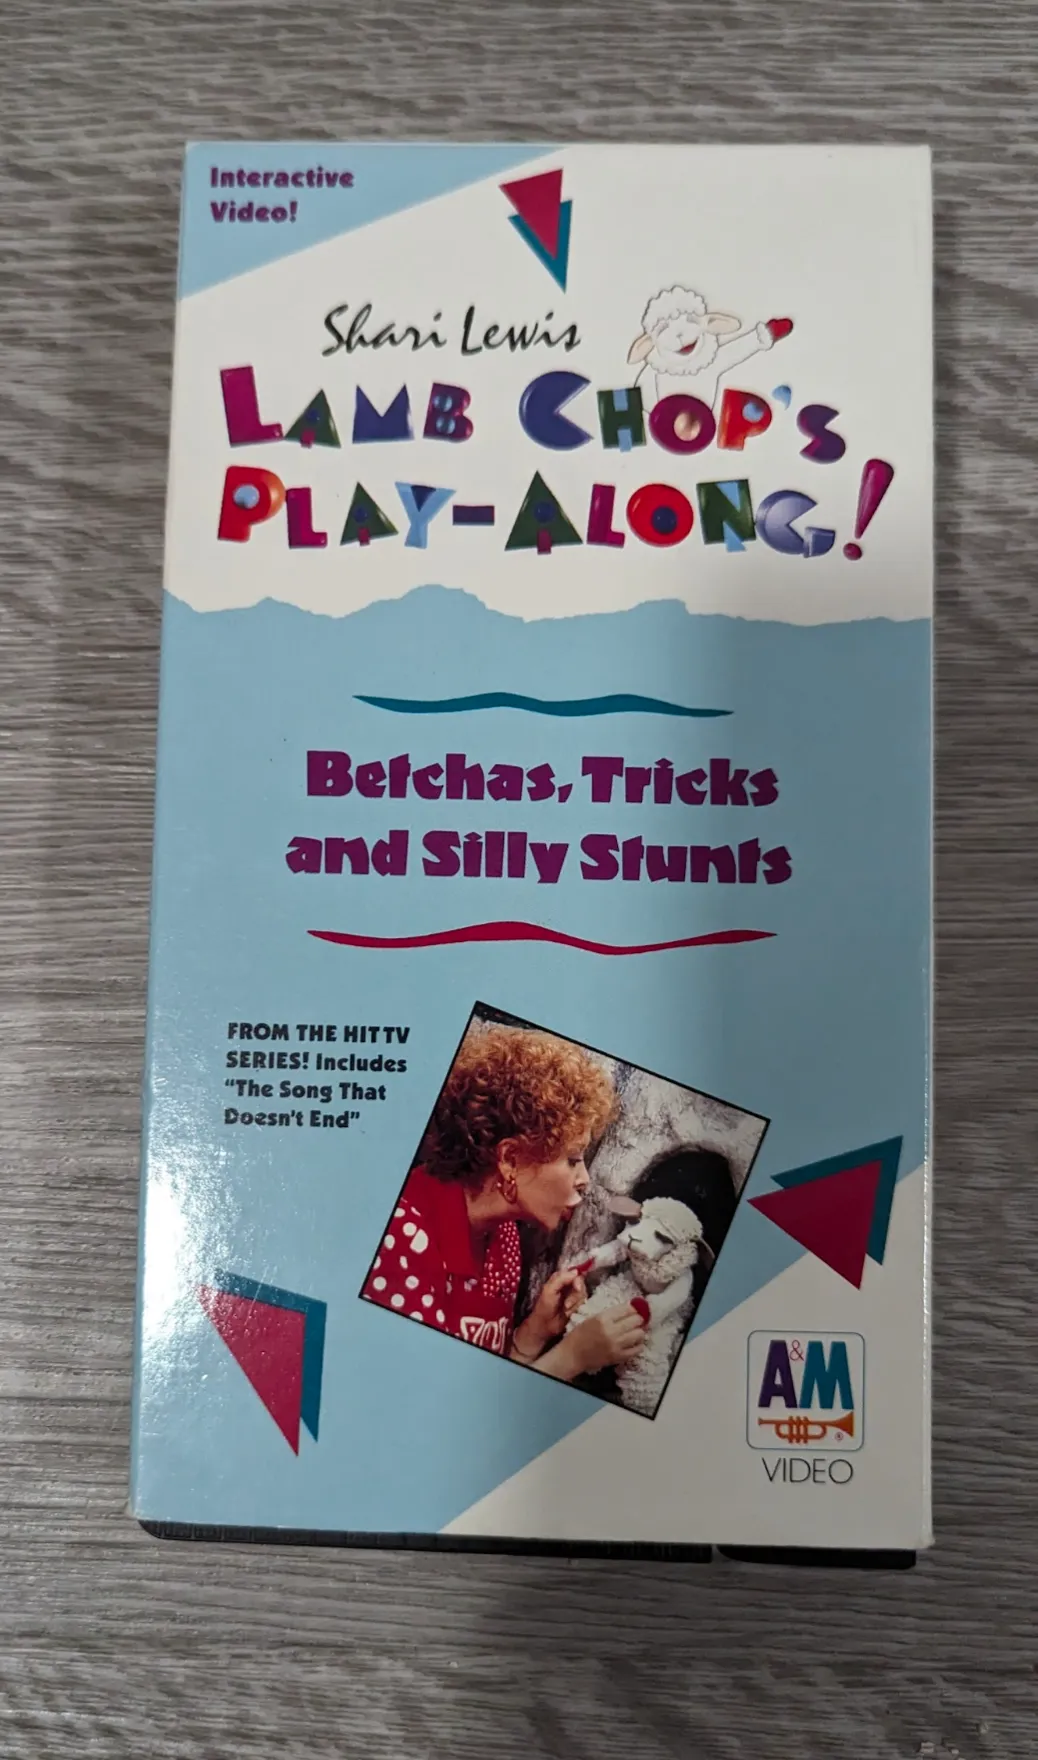 Interactive
Video!
Shari Lewis
LAMB CHOP'S
PLAY-ALONG!
Betchas, Tricks
and Silly Stunts
FROM THE HIT TV
SERIES! Includes
“The Song That
Doesn't End”
A&M
®
VIDEO